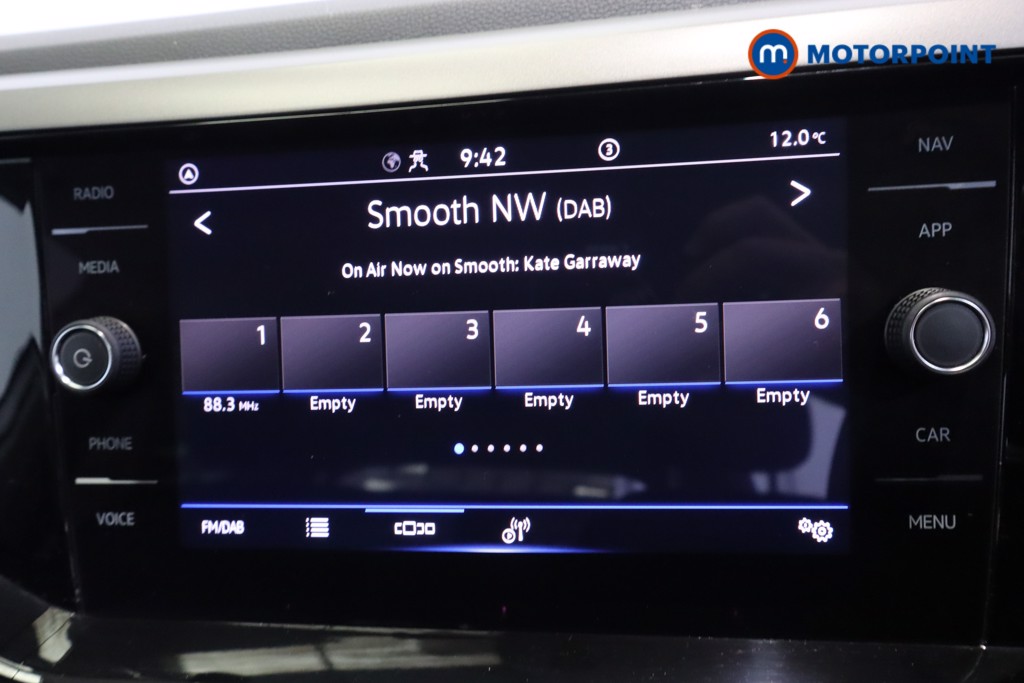 m MOTORPOINT
9:42
3
12.0°C
NAV
RADIO
Smooth NW (DAB)
APP
MEDIA
On Air Now on Smooth: Kate Garraway
1 2 3 4 5 6
88.3 MHz Empty Empty Empty Empty Empty
PHONE
CAR
VOICE
FM/DAB
MENU